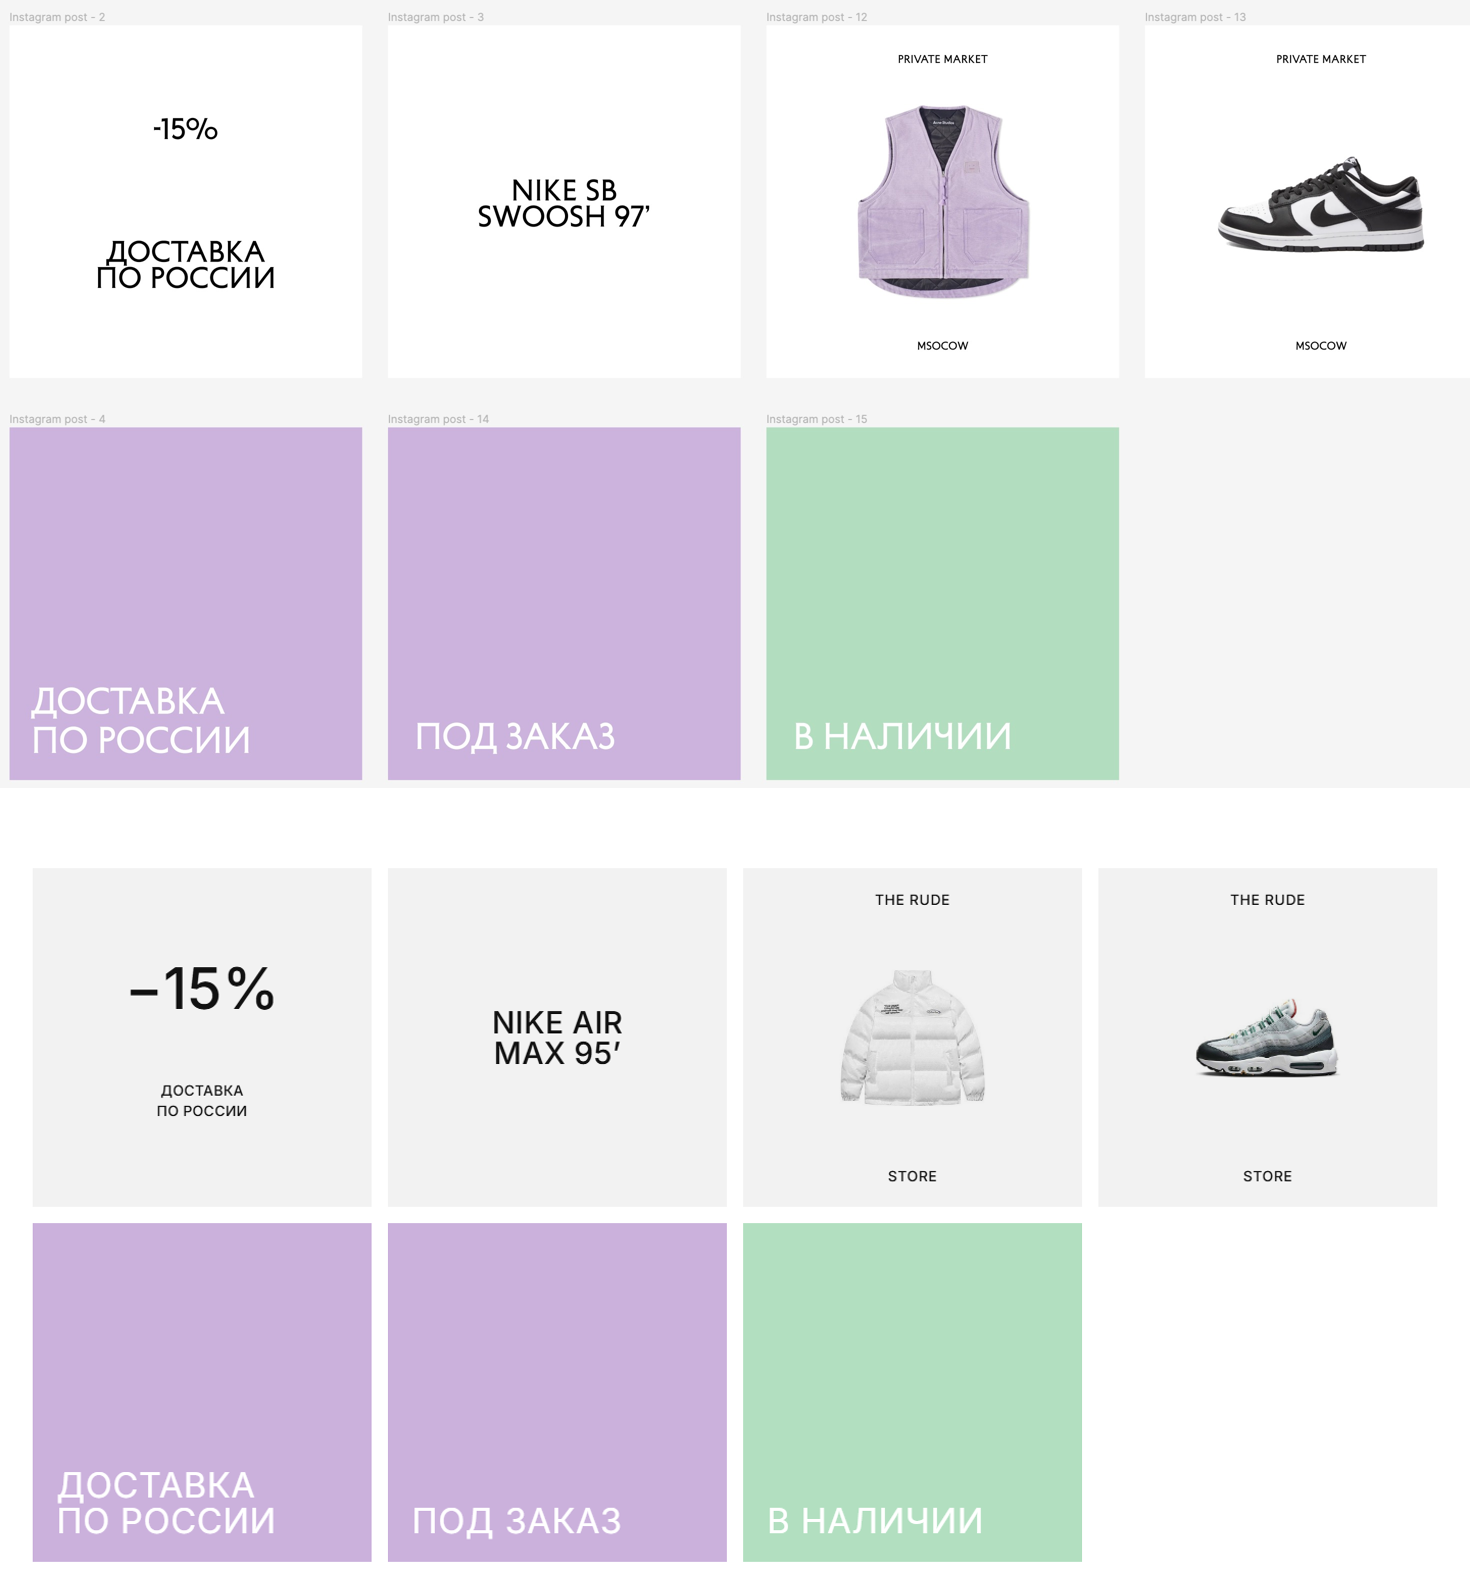 Instagram post - 2
Instagram post - 3
Instagram post - 12
Instagram post - 13
-15%
ДОСТАВКА
ПО РОССИИ
NIKE SB
SWOOSH 97’
PRIVATE MARKET
Acne Studios
MSOCOW
PRIVATE MARKET
MSOCOW
Instagram post - 4
Instagram post - 14
Instagram post - 15
ДОСТАВКА
ПО РОССИИ
ПОД ЗАКАЗ
В НАЛИЧИИ
–15%
ДОСТАВКА
ПО РОССИИ
NIKE AIR
MAX 95’
THE RUDE
STORE
THE RUDE
STORE
ДОСТАВКА
ПО РОССИИ
ПОД ЗАКАЗ
В НАЛИЧИИ